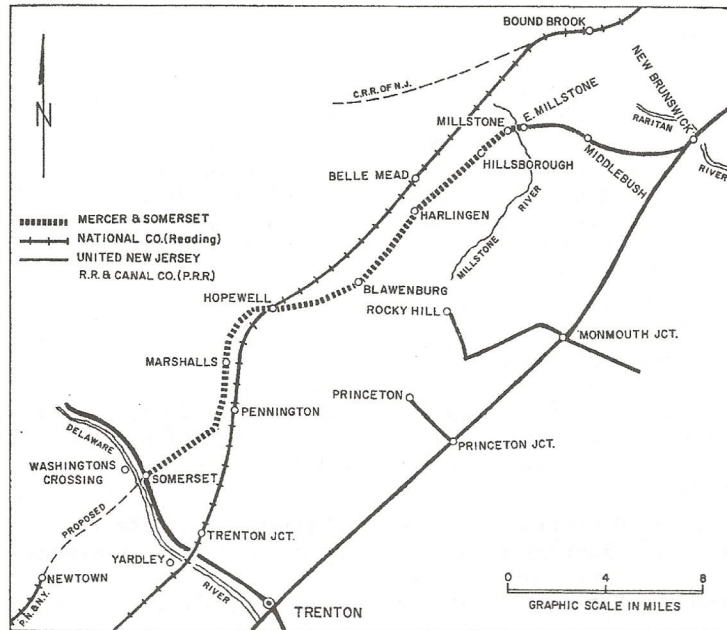 BOUND BROOK
C.R.R. OF N.J.
N
NEW BRUNSWICK
E. MILLSTONE
MILLSTONE
RARITAN
RIVER
HILLSBOROUGH
MIDDLEBUSH
BELLE MEAD
HARLINGEN
MILLSTONE RIVER
MERCER & SOMERSET
NATIONAL CO. (Reading)
UNITED NEW JERSEY
R.R. & CANAL CO. (P.R.R.)
BLAWENBURG
HOPEWELL
ROCKY HILL
MONMOUTH JCT.
MARSHALLS
PRINCETON
PENNINGTON
PRINCETON JCT.
DELAWARE
RIVER
WASHINGTONS
CROSSING
SOMERSET
PROPOSED
TRENTON JCT.
YARDLEY
NEWTOWN
P.N. & N.Y.
TRENTON
0 4 8
GRAPHIC SCALE IN MILES